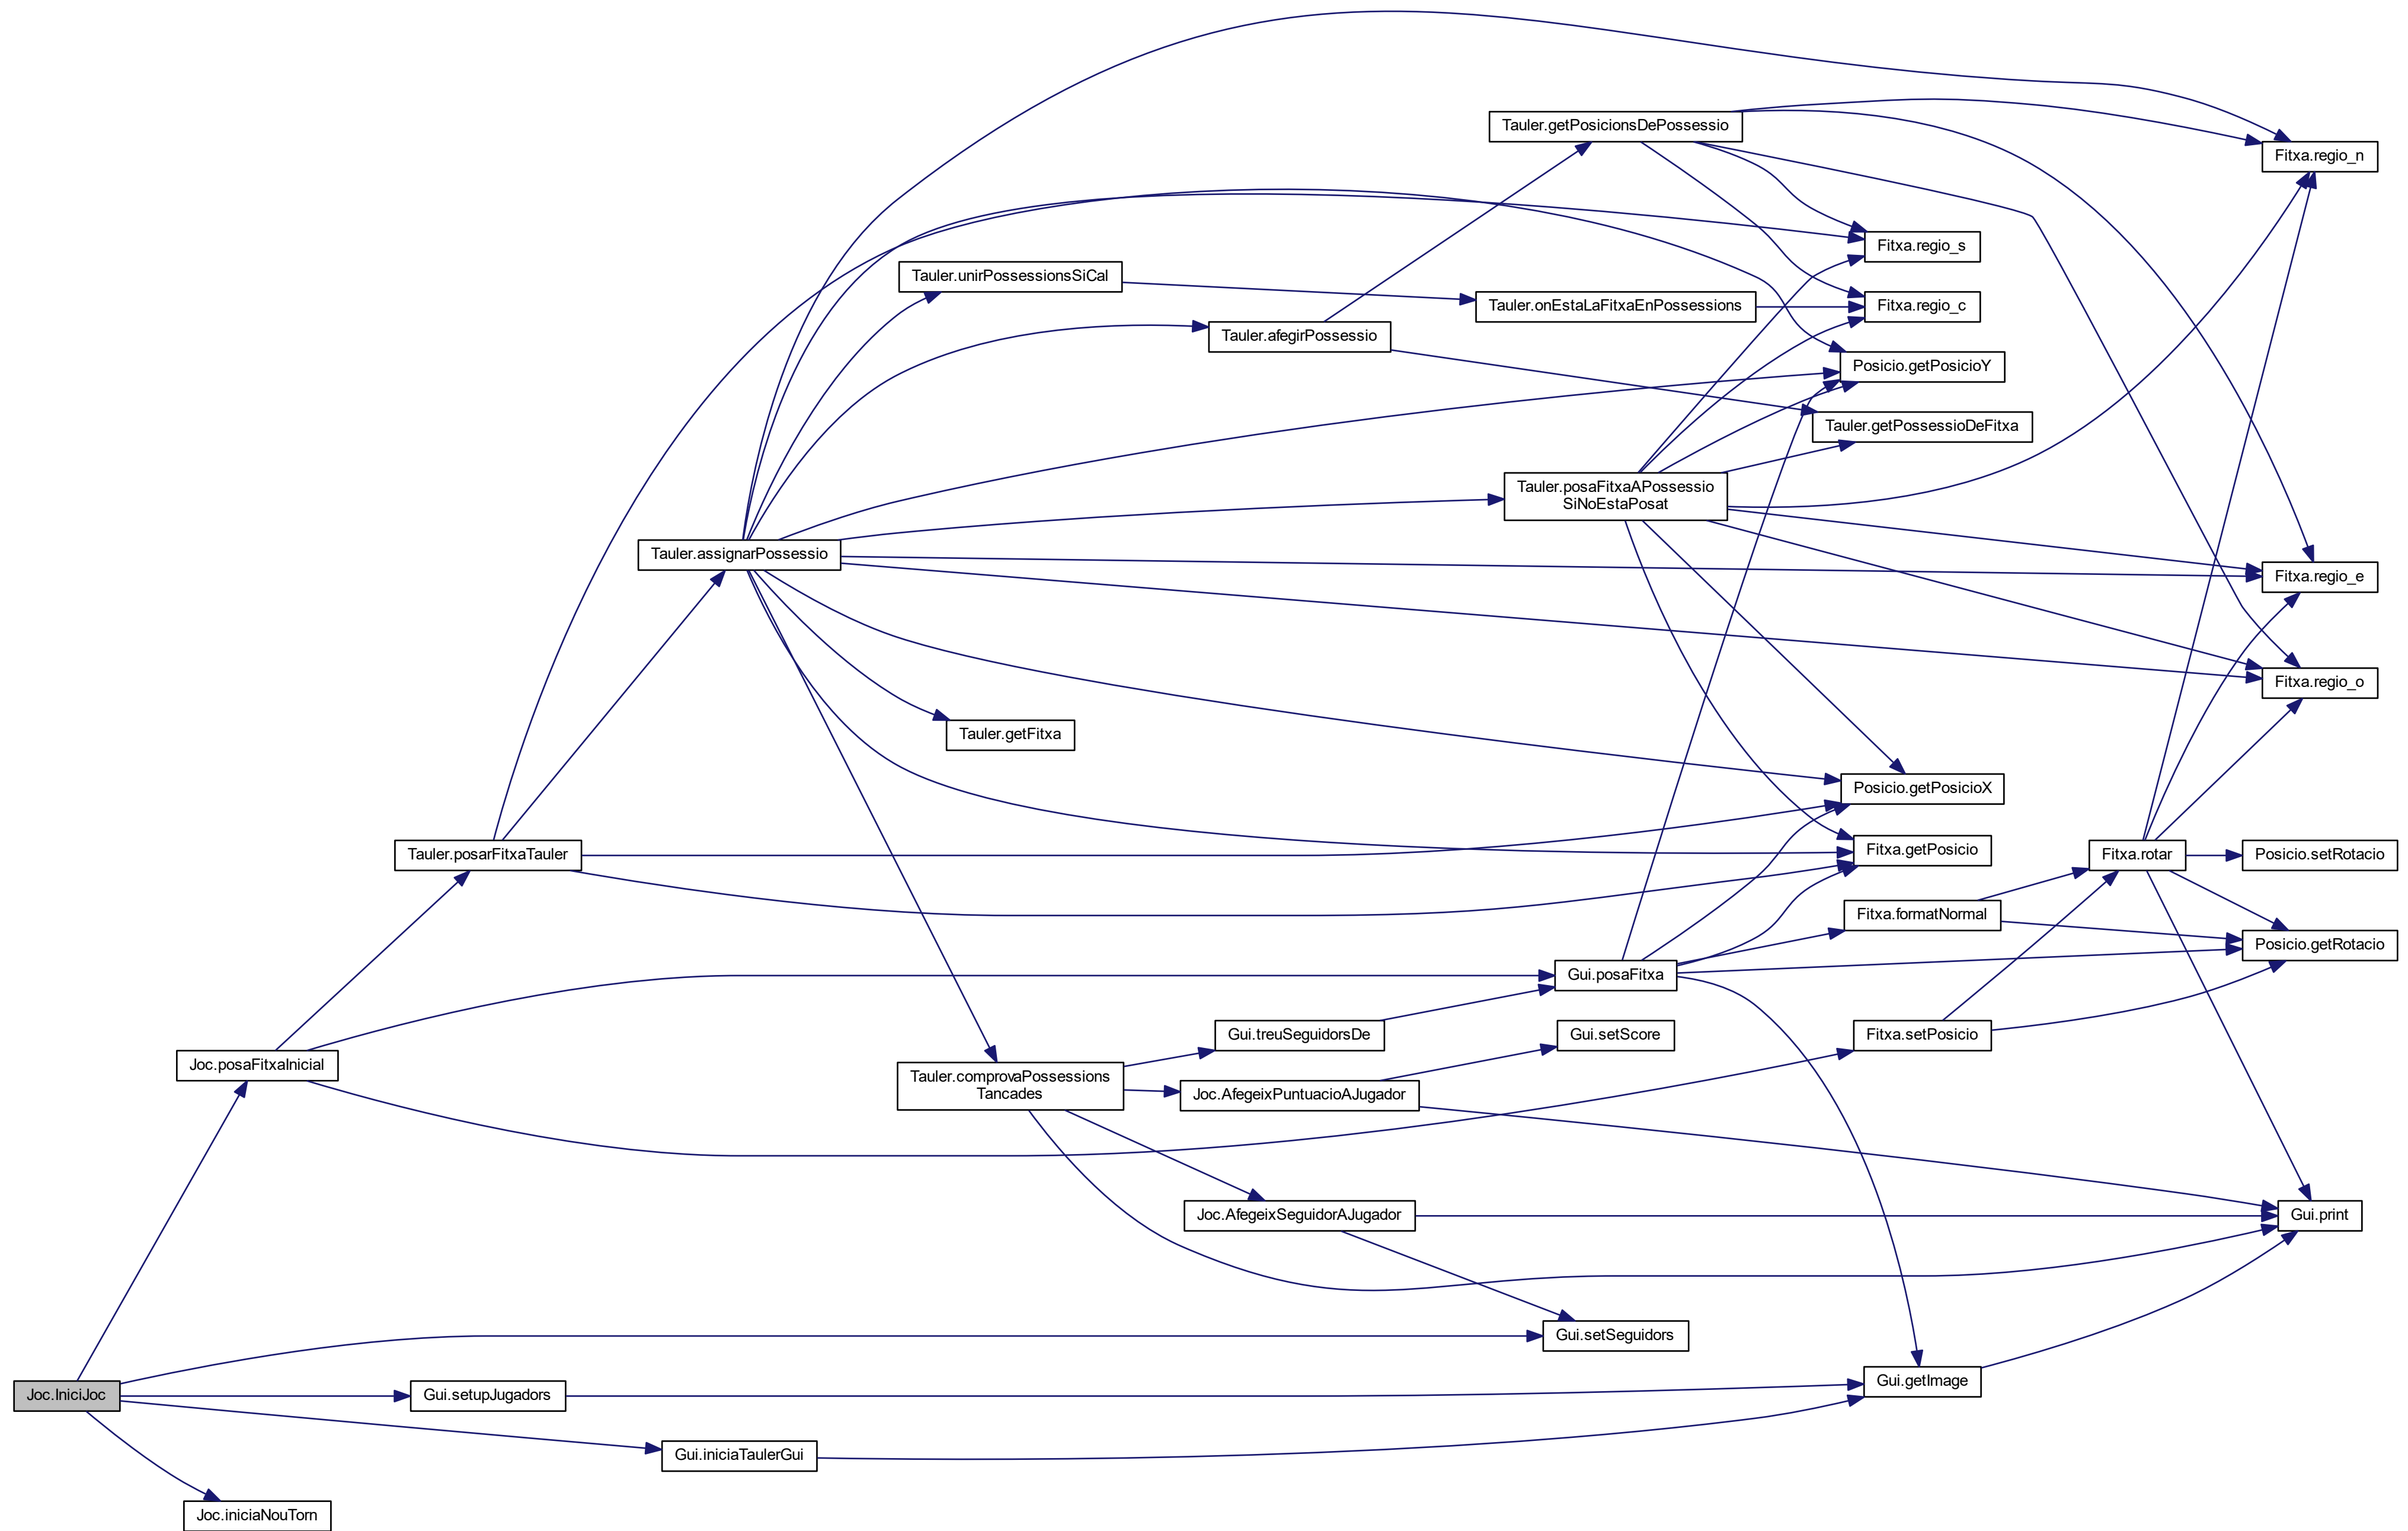 Tauler.getPosicionsDePossessio
Fitxa.regio_n
Fitxa.regio_s
Tauler.unirPossessionsSiCal
Tauler.onEstaLaFitxaEnPossessions
Fitxa.regio_c
Tauler.afegirPossessio
Posicio.getPosicioY
Tauler.getPossessioDeFitxa
Tauler.posaFitxaAPossessio
SiNoEstaPosat
Tauler.assignarPossessio
Fitxa.regio_e
Fitxa.regio_o
Tauler.getFitxa
Posicio.getPosicioX
Tauler.posarFitxaTauler
Fitxa.getPosicio
Fitxa.rotar
Posicio.setRotacio
Fitxa.formatNormal
Posicio.getRotacio
Gui.posaFitxa
Gui.treuSeguidorsDe
Gui.setScore
Fitxa.setPosicio
Joc.posaFitxaInicial
Tauler.comprovaPossessions
Tancades
Joc.AfegeixPuntuacioAJugador
Joc.AfegeixSeguidorAJugador
Gui.print
Gui.setSeguidors
Joc.IniciJoc
Gui.setupJugadors
Gui.getImage
Gui.iniciaTaulerGui
Joc.iniciaNouTorn